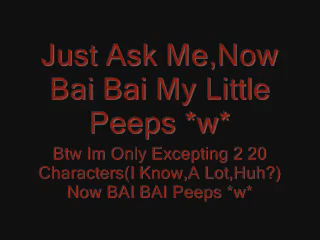 Just Ask Me,Now
Bai Bai My Little
Peeps *w*
Btw Im Only Excepting 2 20
Characters(I Know,A Lot,Huh?)
Now BAI BAI Peeps *w*